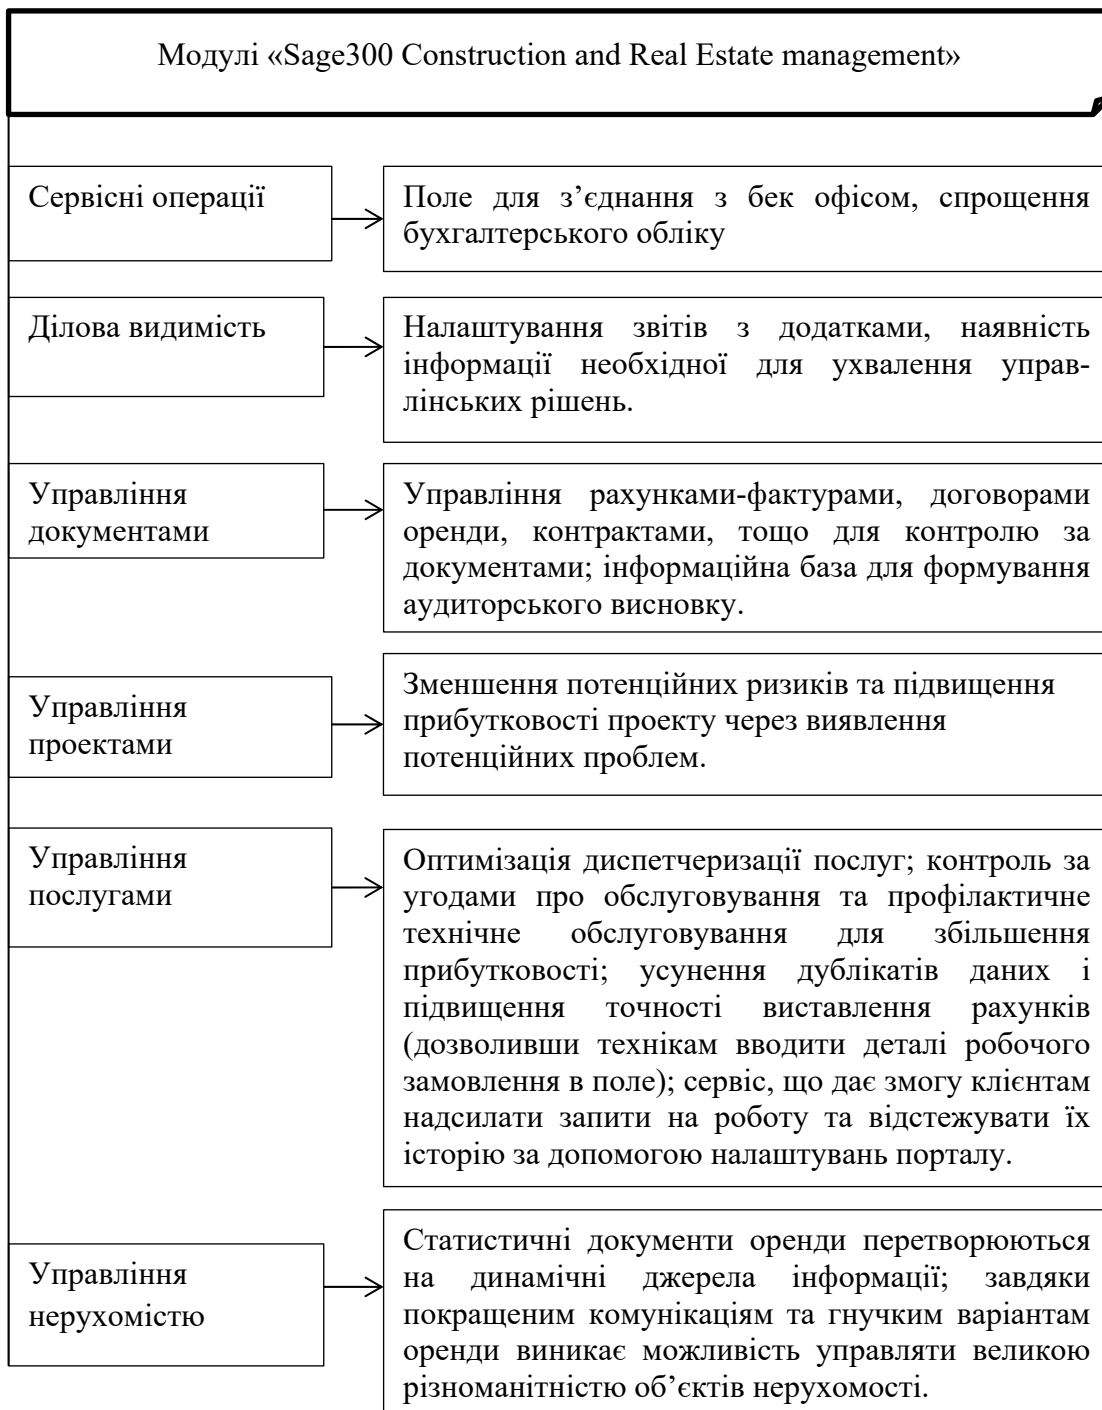 Модулі «Sage300 Construction and Real Estate management»
Сервісні операції
Поле для з’єднання з бек офісом, спрощення
бухгалтерського обліку
Ділова видимість
Налаштування звітів з додатками, наявність
інформації необхідної для ухвалення управ-
лінських рішень.
Управління
документами
Управління рахунками-фактурами, договорами
оренди, контрактами, тощо для контролю за
документами; інформаційна база для формування
аудиторського висновку.
Управління
проектами
Зменшення потенційних ризиків та підвищення
прибутковості проекту через виявлення
потенційних проблем.
Управління
послугами
Оптимізація диспетчеризації послуг; контроль за
угодами про обслуговування та профілактичне
технічне обслуговування для збільшення
прибутковості; усунення дублікатів даних і
підвищення точності виставлення рахунків
(дозволивши технікам вводити деталі робочого
замовлення в поле); сервіс, що дає змогу клієнтам
надсилати запити на роботу та відстежувати їх
історію за допомогою налаштувань порталу.
Управління
нерухомістю
Статистичні документи оренди перетворюються
на динамічні джерела інформації; завдяки
покращеним комунікаціям та гнучким варіантам
оренди виникає можливість управляти великою
різноманітністю об’єктів нерухомості.